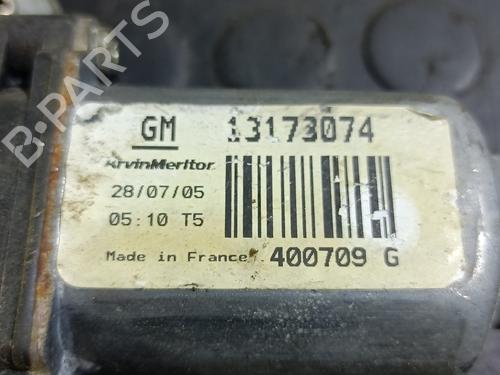 B-PARTS
GM 13173074
ArvinMeritor
28/07/05
05:10 T5
Made in France. 400709 G